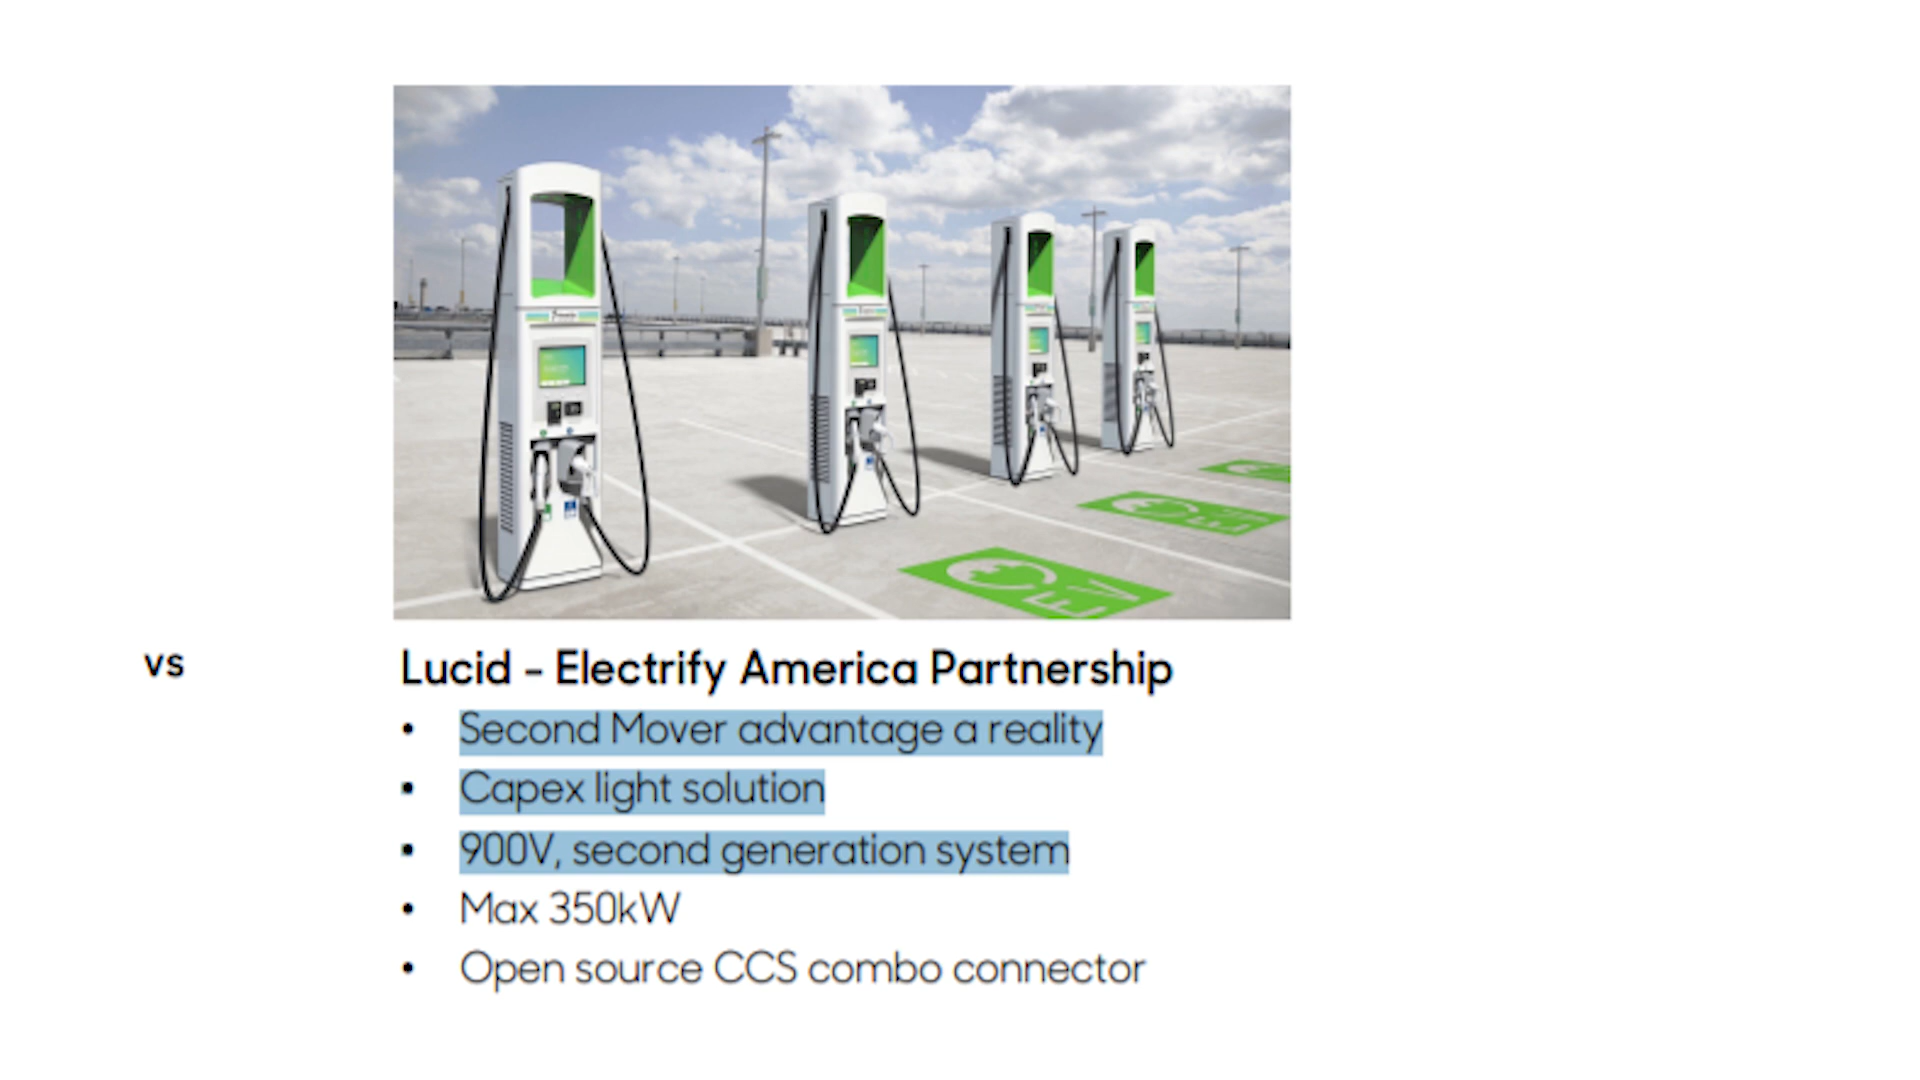 vs
Lucid - Electrify America Partnership
• Second Mover advantage a reality
• Capex light solution
• 900V, second generation system
• Max 350kW
• Open source CCS combo connector
EV